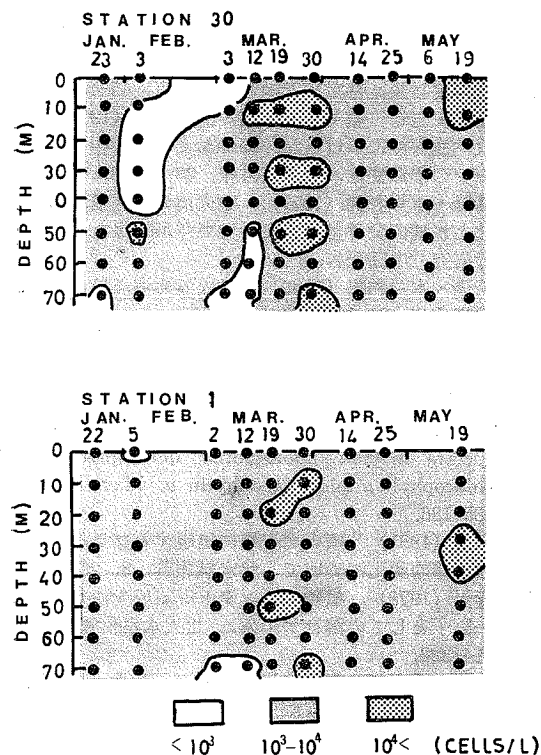 STATION 30
JAN. FEB. MAR. APR. MAY
23 3 3 12 19 30 14 25 6 19
0
10
20
30
0
50
60
70
DEPTH (M)
STATION 1
JAN. FEB. MAR. APR. MAY
22 5 2 12 19 30 14 25 19
0
10
20
30
40
50
60
70
DEPTH (M)
< 10³ 10³-10⁴ 10⁴< (CELLS/L)